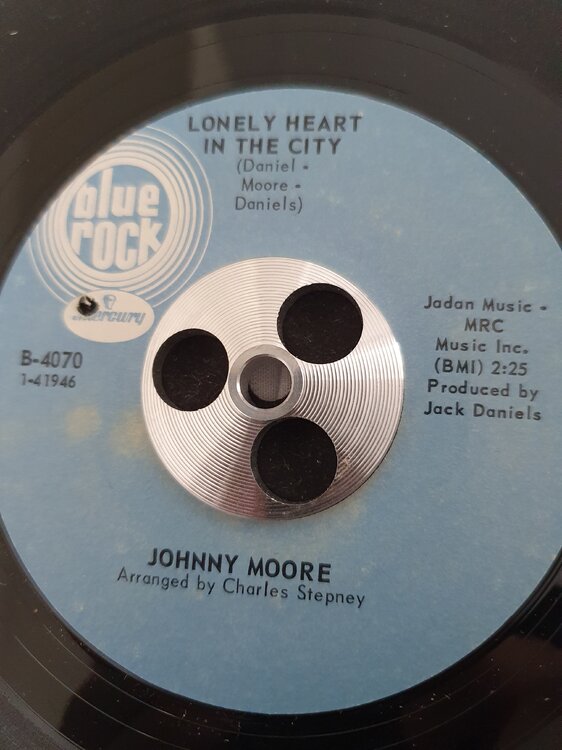 LONELY HEART
IN THE CITY
(Daniel -
Moore -
Daniels)
blue
rock
mercury
B-4070
1-41946
Jadan Music -
MRC
Music Inc.
(BMI) 2:25
Produced by
Jack Daniels
JOHNNY MOORE
Arranged by Charles Stepney